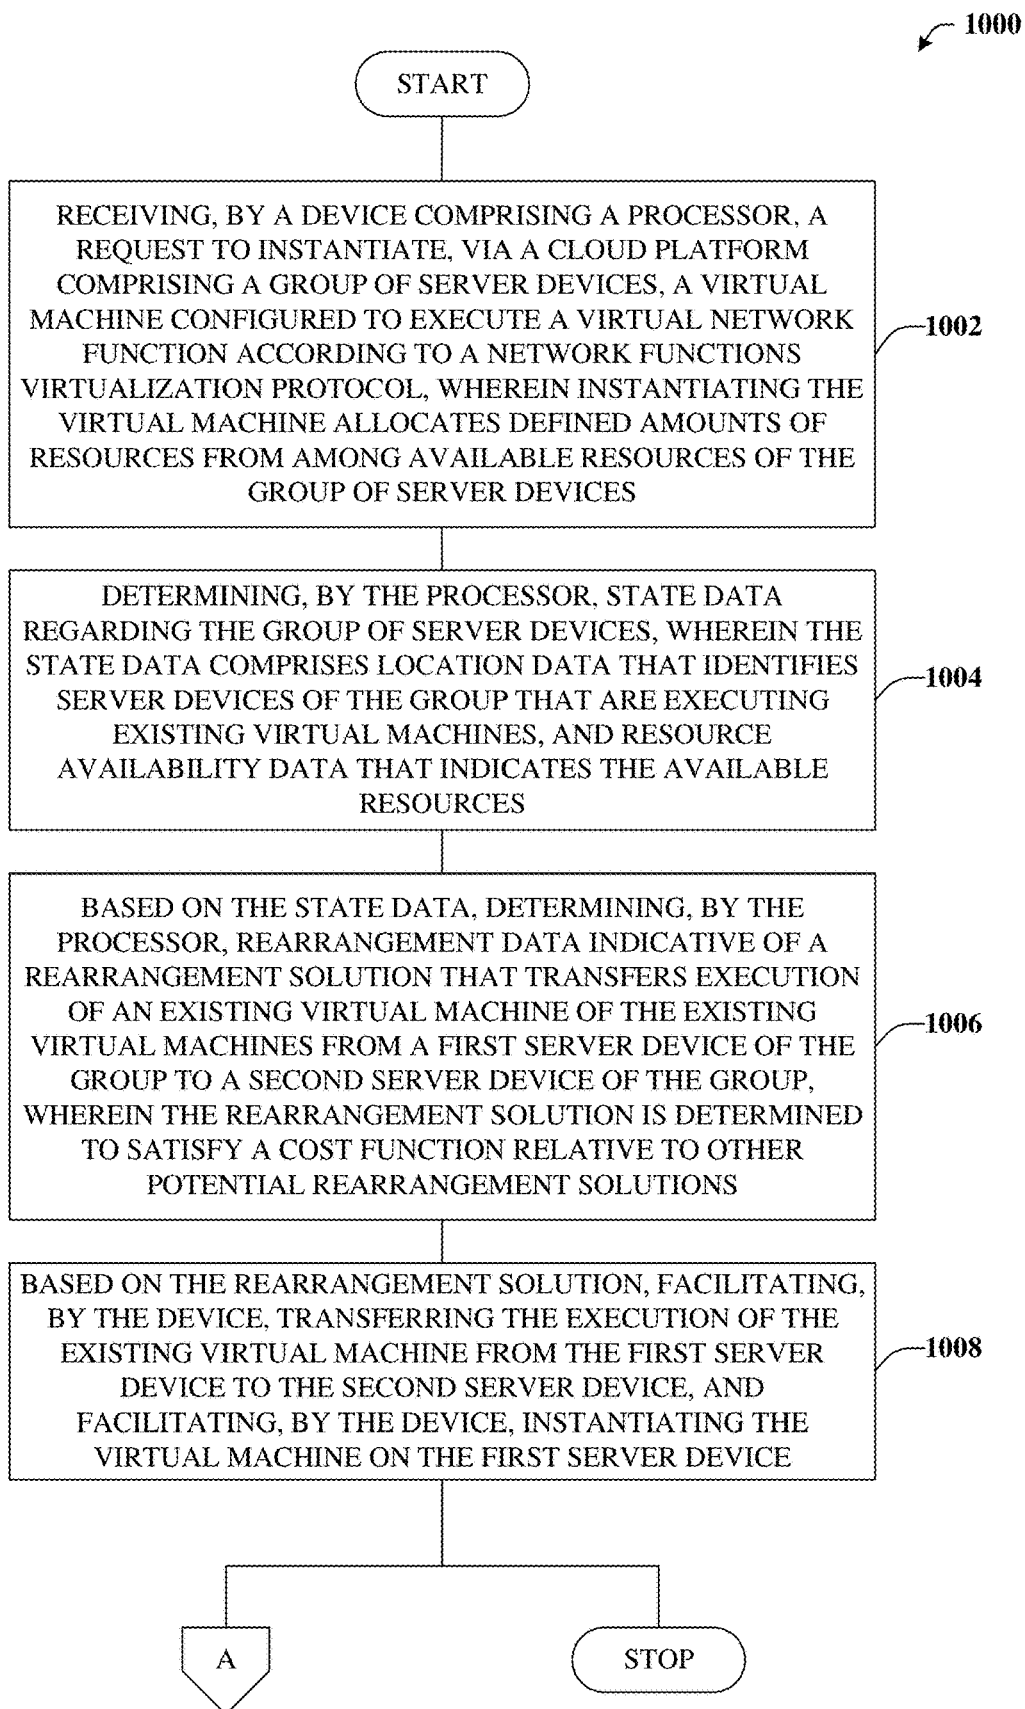 1000
START
RECEIVING, BY A DEVICE COMPRISING A PROCESSOR, A
REQUEST TO INSTANTIATE, VIA A CLOUD PLATFORM
COMPRISING A GROUP OF SERVER DEVICES, A VIRTUAL
MACHINE CONFIGURED TO EXECUTE A VIRTUAL NETWORK
FUNCTION ACCORDING TO A NETWORK FUNCTIONS
VIRTUALIZATION PROTOCOL, WHEREIN INSTANTIATING THE
VIRTUAL MACHINE ALLOCATES DEFINED AMOUNTS OF
RESOURCES FROM AMONG AVAILABLE RESOURCES OF THE
GROUP OF SERVER DEVICES
1002
DETERMINING, BY THE PROCESSOR, STATE DATA
REGARDING THE GROUP OF SERVER DEVICES, WHEREIN THE
STATE DATA COMPRISES LOCATION DATA THAT IDENTIFIES
SERVER DEVICES OF THE GROUP THAT ARE EXECUTING
EXISTING VIRTUAL MACHINES, AND RESOURCE
AVAILABILITY DATA THAT INDICATES THE AVAILABLE
RESOURCES
1004
BASED ON THE STATE DATA, DETERMINING, BY THE
PROCESSOR, REARRANGEMENT DATA INDICATIVE OF A
REARRANGEMENT SOLUTION THAT TRANSFERS EXECUTION
OF AN EXISTING VIRTUAL MACHINE OF THE EXISTING
VIRTUAL MACHINES FROM A FIRST SERVER DEVICE OF THE
GROUP TO A SECOND SERVER DEVICE OF THE GROUP,
WHEREIN THE REARRANGEMENT SOLUTION IS DETERMINED
TO SATISFY A COST FUNCTION RELATIVE TO OTHER
POTENTIAL REARRANGEMENT SOLUTIONS
1006
BASED ON THE REARRANGEMENT SOLUTION, FACILITATING,
BY THE DEVICE, TRANSFERRING THE EXECUTION OF THE
EXISTING VIRTUAL MACHINE FROM THE FIRST SERVER
DEVICE TO THE SECOND SERVER DEVICE, AND
FACILITATING, BY THE DEVICE, INSTANTIATING THE
VIRTUAL MACHINE ON THE FIRST SERVER DEVICE
1008
A
STOP